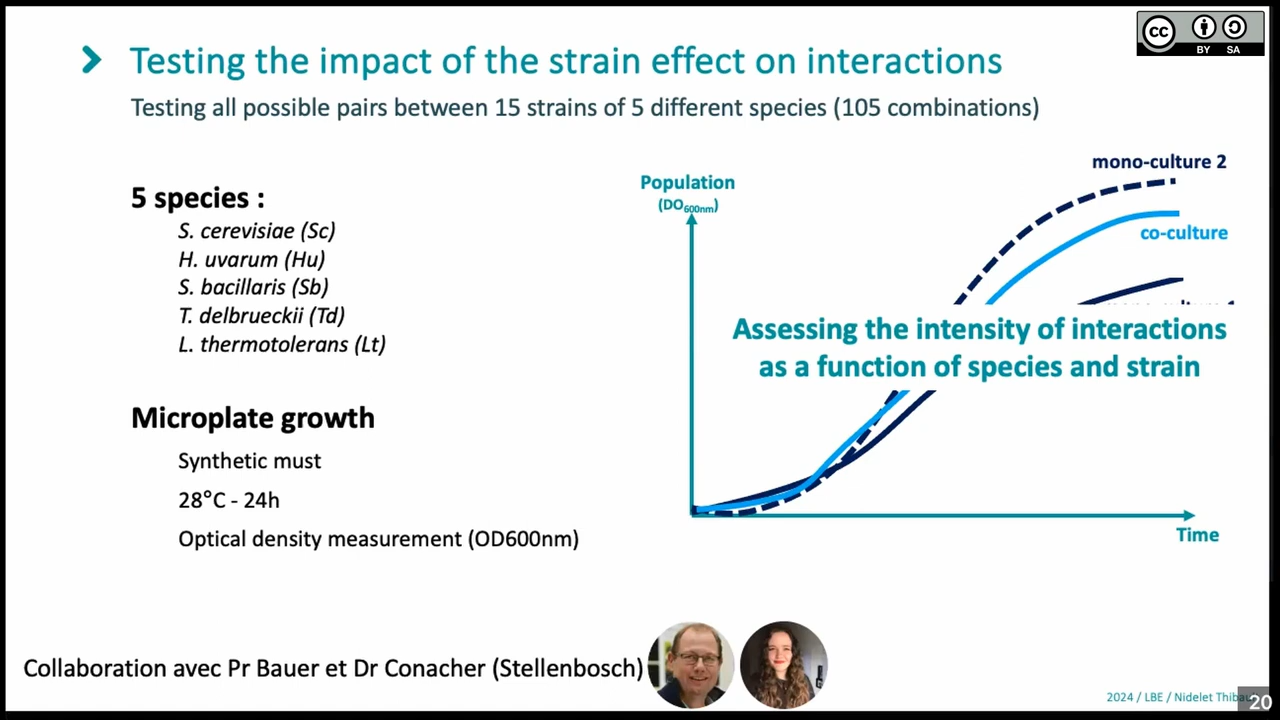 Testing the impact of the strain effect on interactions
Testing all possible pairs between 15 strains of 5 different species (105 combinations)
cc
BY SA
5 species :
S. cerevisiae (Sc)
H. uvarum (Hu)
S. bacillaris (Sb)
T. delbrueckii (Td)
L. thermotolerans (Lt)
Microplate growth
Synthetic must
28°C - 24h
Optical density measurement (OD600nm)
Population
(DO600nm)
mono-culture 2
co-culture
Assessing the intensity of interactions
as a function of species and strain
Time
Collaboration avec Pr Bauer et Dr Conacher (Stellenbosch)
2024 / LBE / Nidelet
20